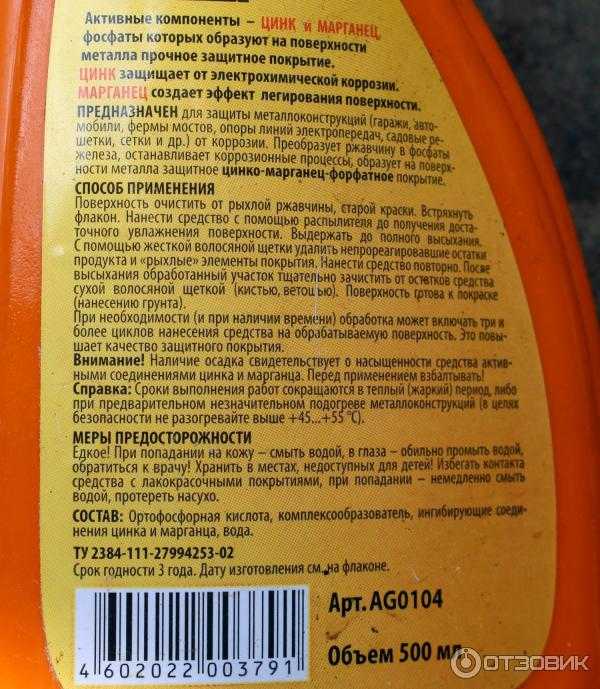 Активные компоненты – ЦИНК и МАРГАНЕЦ,
фосфаты которых образуют на поверхности
металла прочное защитное покрытие.
ЦИНК защищает от электрохимической коррозии.
МАРГАНЕЦ создает эффект легирования поверхности.
ПРЕДНАЗНАЧЕН для защиты металлоконструкций (гаражи, авто-
мобили, фермы мостов, опоры линий электропередач, садовые ре-
шетки, сетки и др.) от коррозии. Преобразует ржавчину в фосфаты
железа, останавливает коррозионные процессы, образует на поверх-
ности металла защитное цинко-марганец-форфатное покрытие.
СПОСОБ ПРИМЕНЕНИЯ
Поверхность очистить от рыхлой ржавчины, старой краски. Встряхнуть
флакон. Нанести средство с помощью распылителя до получения доста-
точного увлажнения поверхности. Выдержать до полного высыхания.
С помощью жесткой волосяной щетки удалить непрореагировавшие остатки
продукта и «рыхлые» элементы покрытия. Нанести средство повторно. После
высыхания обработанный участок тщательно зачистить от остатков средства
сухой волосяной щеткой (кистью, ветошью). Поверхность готова к покраске
(нанесению грунта).
При необходимости (и при наличии времени) обработка может включать три и
более циклов нанесения средства на обрабатываемую поверхность. Это повы-
шает качество защитного покрытия.
Внимание! Наличие осадка свидетельствует о насыщенности средства актив-
ными соединениями цинка и марганца. Перед применением взбалтывать!
Справка: Сроки выполнения работ сокращаются в теплый (жаркий) период, либо
при предварительном незначительном подогреве металлоконструкций (в целях
безопасности не разогревайте выше +45...+55 °С).
МЕРЫ ПРЕДОСТОРОЖНОСТИ
Едкое! При попадании на кожу – смыть водой, в глаза – обильно промыть водой,
обратиться к врачу! Хранить в местах, недоступных для детей! Избегать контакта
средства с лакокрасочными покрытиями, при попадании – немедленно смыть
водой, протереть насухо.
СОСТАВ: Ортофосфорная кислота, комплексообразователь, ингибирующие соеди-
нения цинка и марганца, вода.
ТУ 2384-111-27994253-02
Срок годности 3 года. Дату изготовления см. на флаконе.
Арт. AG0104
4 602022 003791
Объем 500 мл.
ОТЗОВИК